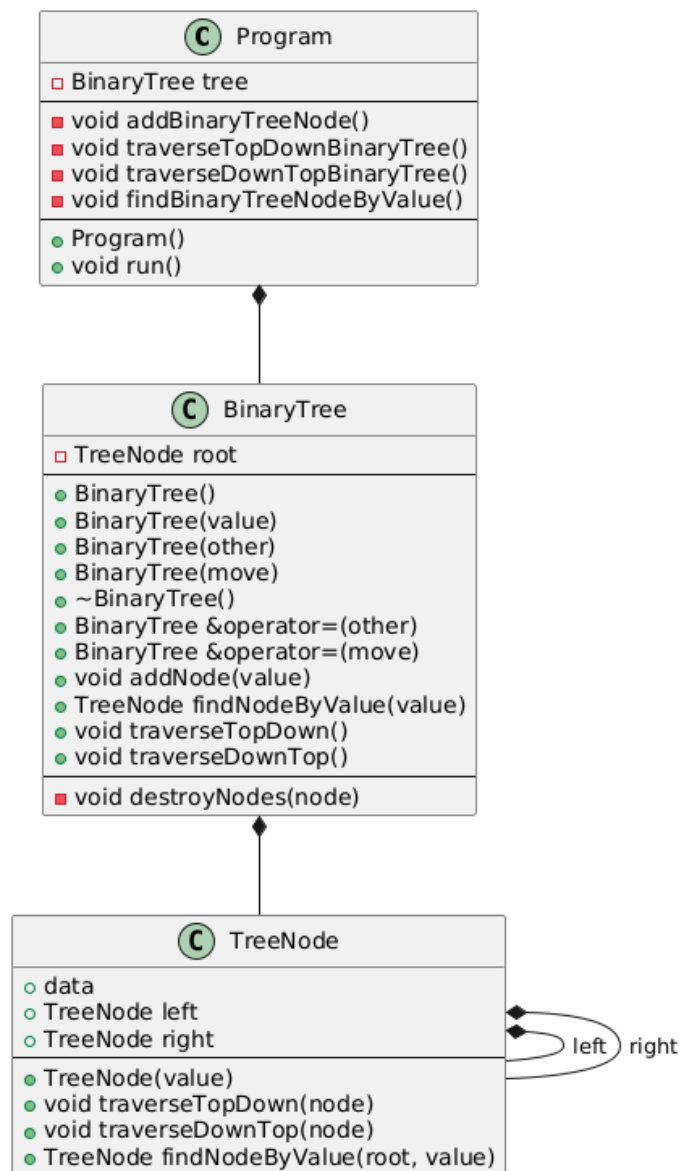 C Program
BinaryTree tree
void addBinaryTreeNode()
void traverseTopDownBinaryTree()
void traverseDownTopBinaryTree()
void findBinaryTreeNodeByValue()
Program()
void run()
C BinaryTree
TreeNode root
BinaryTree()
BinaryTree(value)
BinaryTree(other)
BinaryTree(move)
~BinaryTree()
BinaryTree &operator=(other)
BinaryTree &operator=(move)
void addNode(value)
TreeNode findNodeByValue(value)
void traverseTopDown()
void traverseDownTop()
void destroyNodes(node)
C TreeNode
data
TreeNode left
TreeNode right
left right
TreeNode(value)
void traverseTopDown(node)
void traverseDownTop(node)
TreeNode findByValue(root, value)